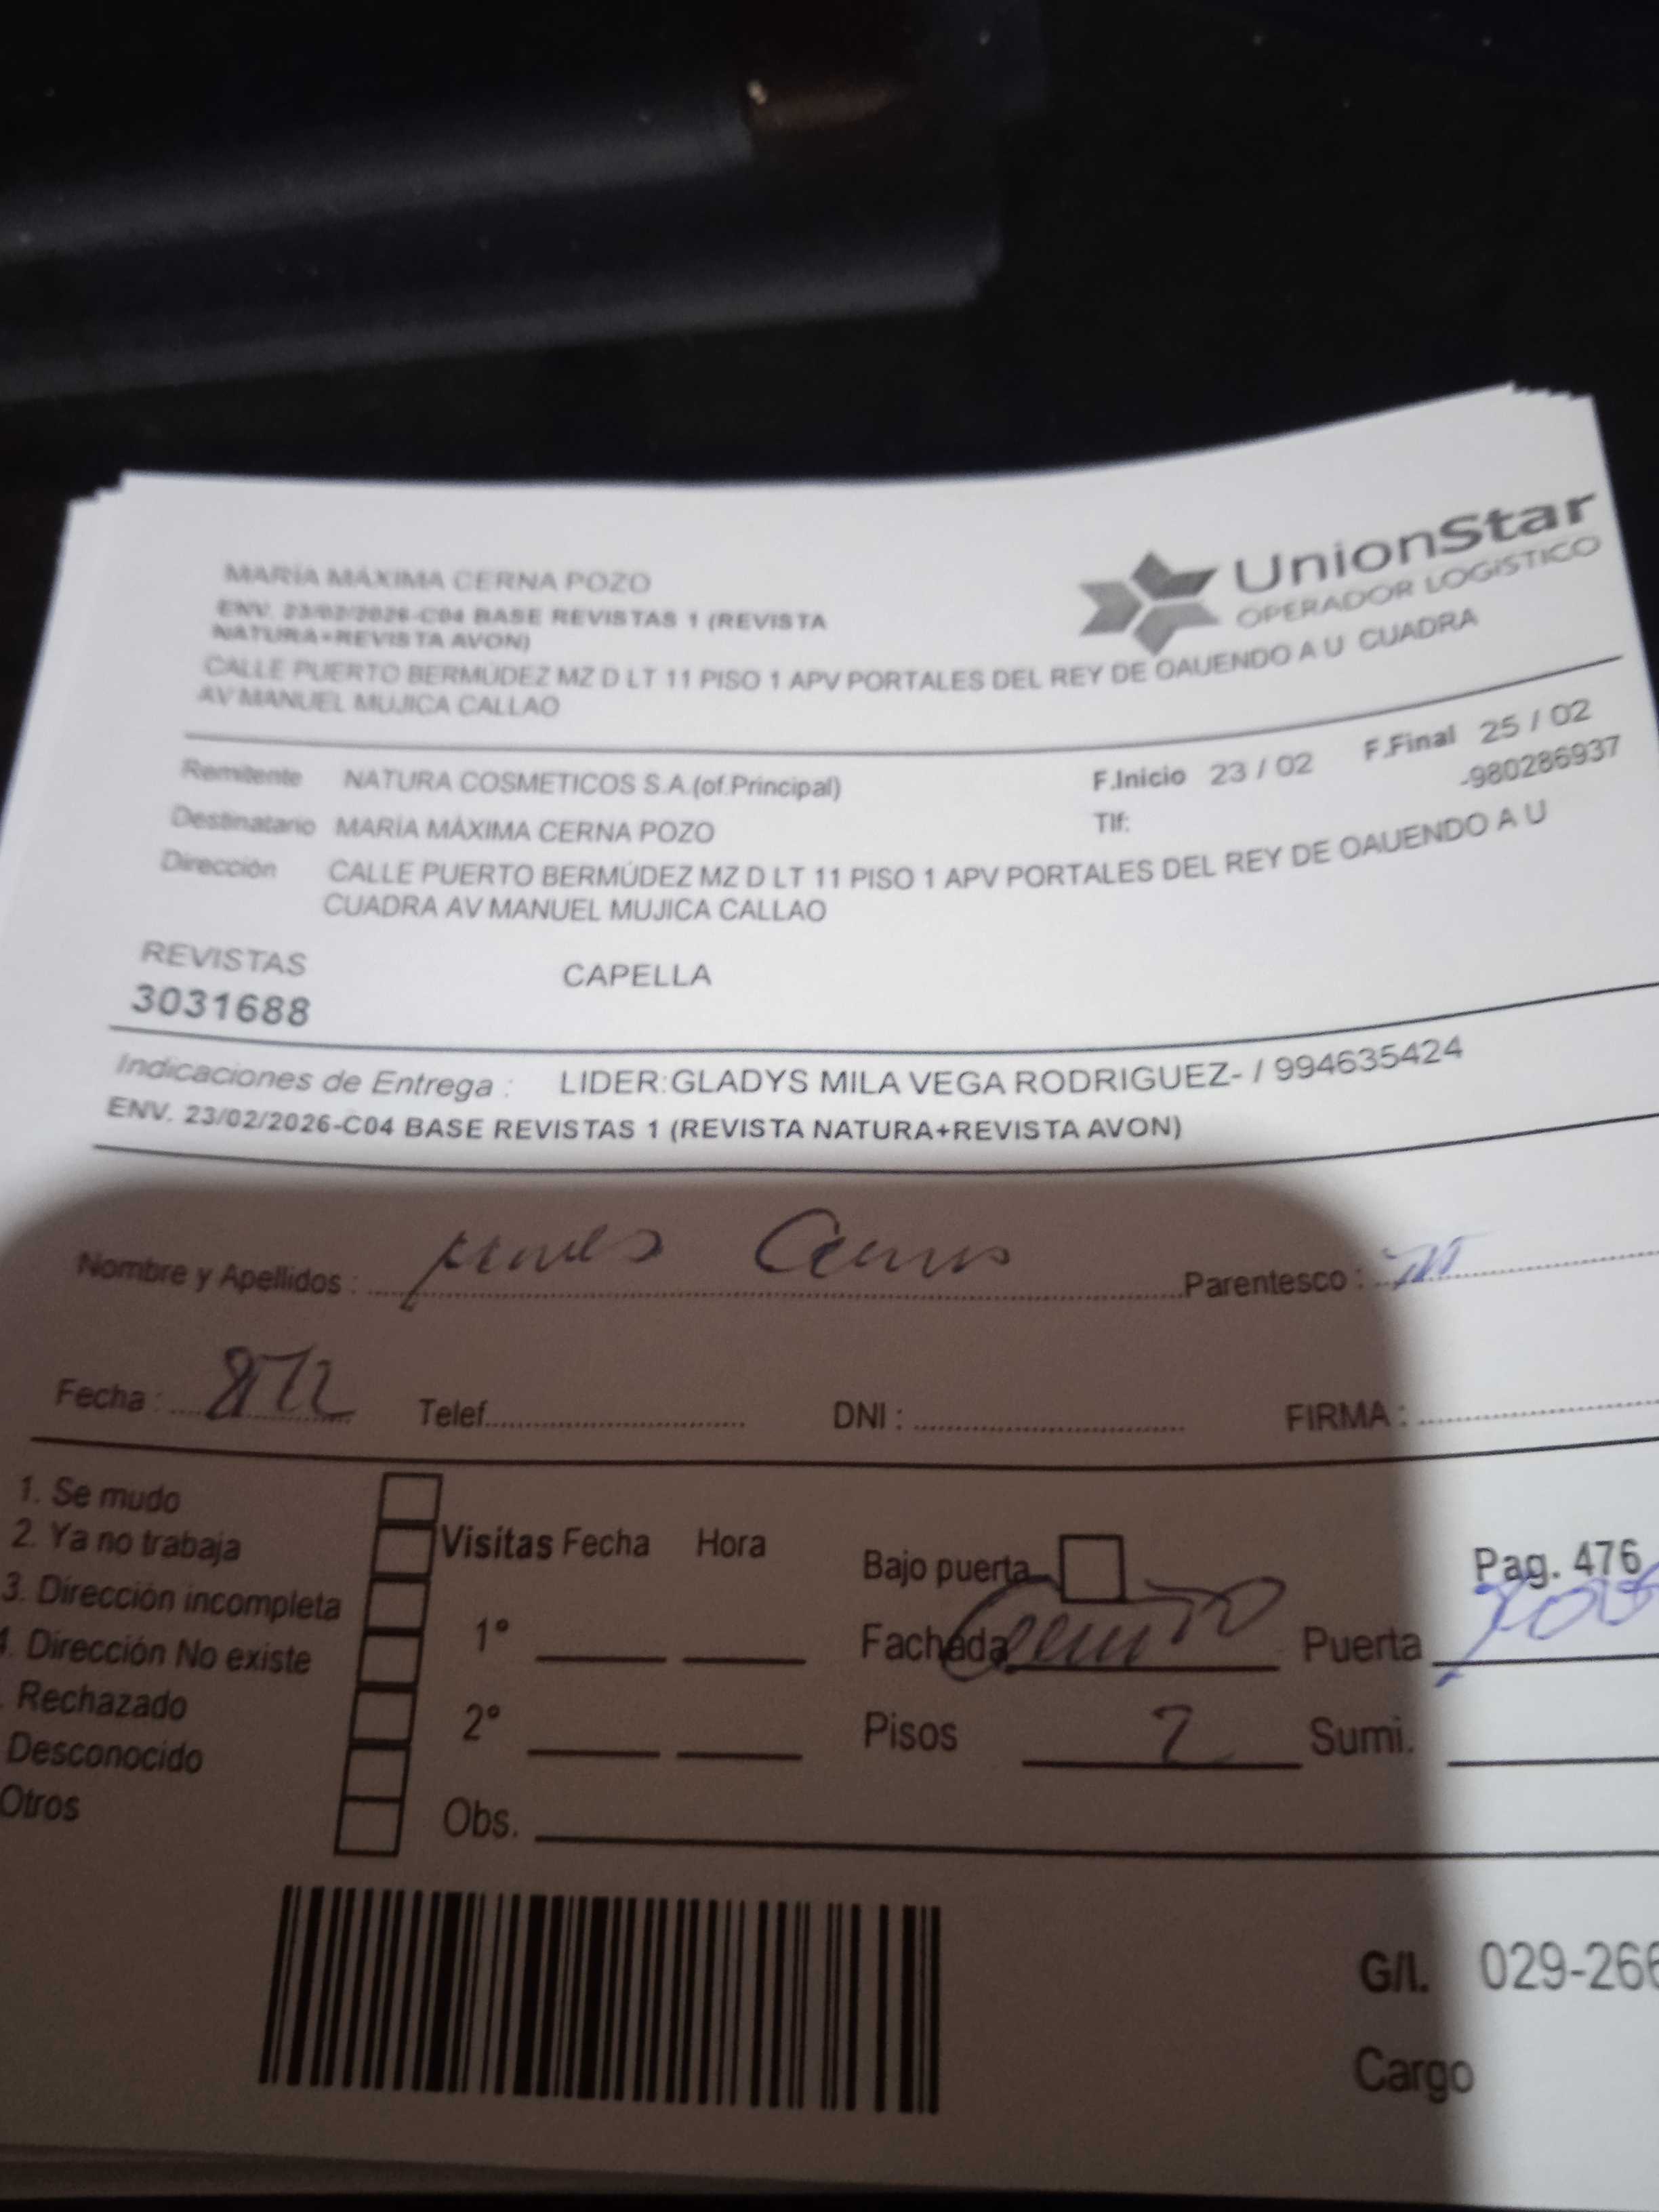 UnionStar
OPERADOR LOGÍSTICO
MARÍA MÁXIMA CERNA POZO
ENV. 23/02/2026-C04 BASE REVISTAS 1 (REVISTA
NATURA+REVISTA AVON)
CALLE PUERTO BERMÚDEZ MZ D LT 11 PISO 1 APV PORTALES DEL REY DE OAUENDO A U CUADRA
AV MANUEL MUJICA CALLAO
Remitente NATURA COSMETICOS S.A.(of.Principal) F.Inicio 23 / 02 F.Final 25 / 02
Destinatario MARÍA MÁXIMA CERNA POZO Tlf: -980286937
Dirección CALLE PUERTO BERMÚDEZ MZ D LT 11 PISO 1 APV PORTALES DEL REY DE OAUENDO A U
CUADRA AV MANUEL MUJICA CALLAO
REVISTAS CAPELLA
3031688
Indicaciones de Entrega : LIDER:GLADYS MILA VEGA RODRIGUEZ- / 994635424
ENV. 23/02/2026-C04 BASE REVISTAS 1 (REVISTA NATURA+REVISTA AVON)
Nombre y Apellidos : Parentesco :
Fecha : Telef. DNI : FIRMA :
1. Se mudo
2. Ya no trabaja
3. Dirección incompleta
. Dirección No existe
. Rechazado
Desconocido
Otros
Visitas Fecha Hora
1°
2°
Obs.
Bajo puerta Pag. 476
Fachada Puerta
Pisos 2 Sumi.
G/I. 029-266
Cargo